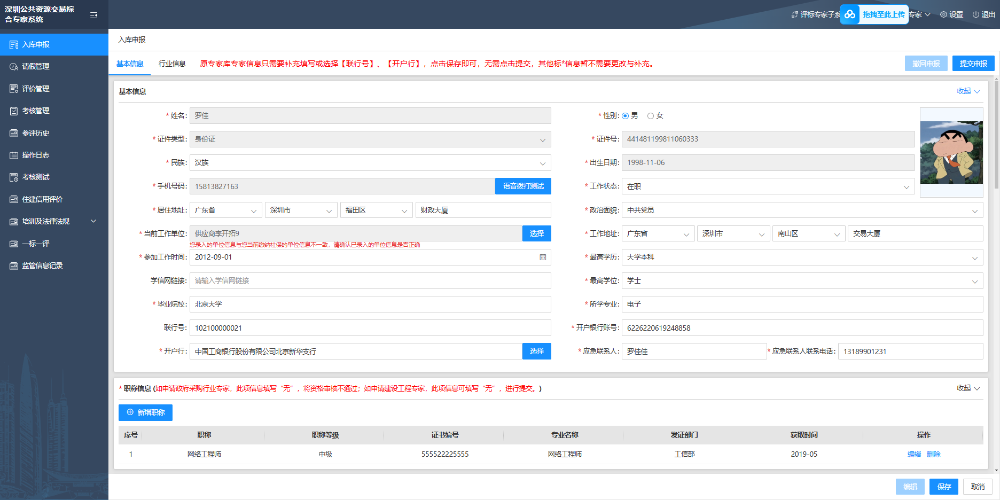 深圳公共资源交易综
合专家系统
评标专家子系
拖拽至此上传
专家
设置
退出
入库申报
请假管理
评价管理
考核管理
参评历史
操作日志
考核测试
住建信用评价
培训及法律法规
一标一评
监管信息记录
入库申报
基本信息 行业信息 原专家库专家信息只需要补充填写或选择【联行号】、【开户行】，点击保存即可，无需点击提交，其他标*信息暂不需要更改与补充。 撤回申报 提交申报
基本信息 收起
* 姓名: 罗佳 * 性别: 男 女
* 证件类型: 身份证 * 证件号: 441481199811060333
* 民族: 汉族 * 出生日期: 1998-11-06
* 手机号码: 15813827163 语音拨打测试 * 工作状态: 在职
* 居住地址: 广东省 深圳市 福田区 财政大厦 * 政治面貌: 中共党员
* 当前工作单位: 供应商李开拓9 选择 * 工作地址: 广东省 深圳市 南山区 交易大厦
您录入的单位信息与您当前缴纳社保的单位信息不一致，请确认已录入的单位信息是否正确
* 参加工作时间: 2012-09-01 * 最高学历: 大学本科
学信网链接: 请输入学信网链接 * 最高学位: 学士
* 毕业院校: 北京大学 * 所学专业: 电子
联行号: 102100000021 * 开户银行账号: 6226220619248858
* 开户行: 中国工商银行股份有限公司北京新华支行 选择 * 应急联系人: 罗佳佳 * 应急联系人联系电话: 13189901231
* 职称信息 (如申请政府采购行业专家，此项信息填写“无”，将资格审核不通过；如申请建设工程专家，此项信息可填写“无”，进行提交。) 收起
新增职称
序号 职称 职称等级 证书编号 专业名称 发证部门 获取时间 操作
1 网络工程师 中级 555522225555 网络工程师 工信部 2019-05 编辑 删除
编辑 保存 取消